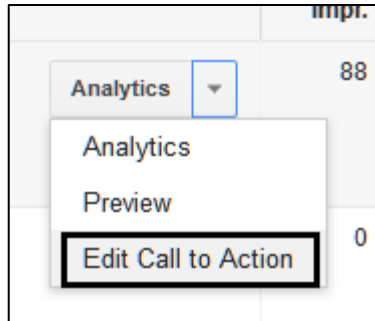 Impr.
Analytics
88
Analytics
Preview
Edit Call to Action
0